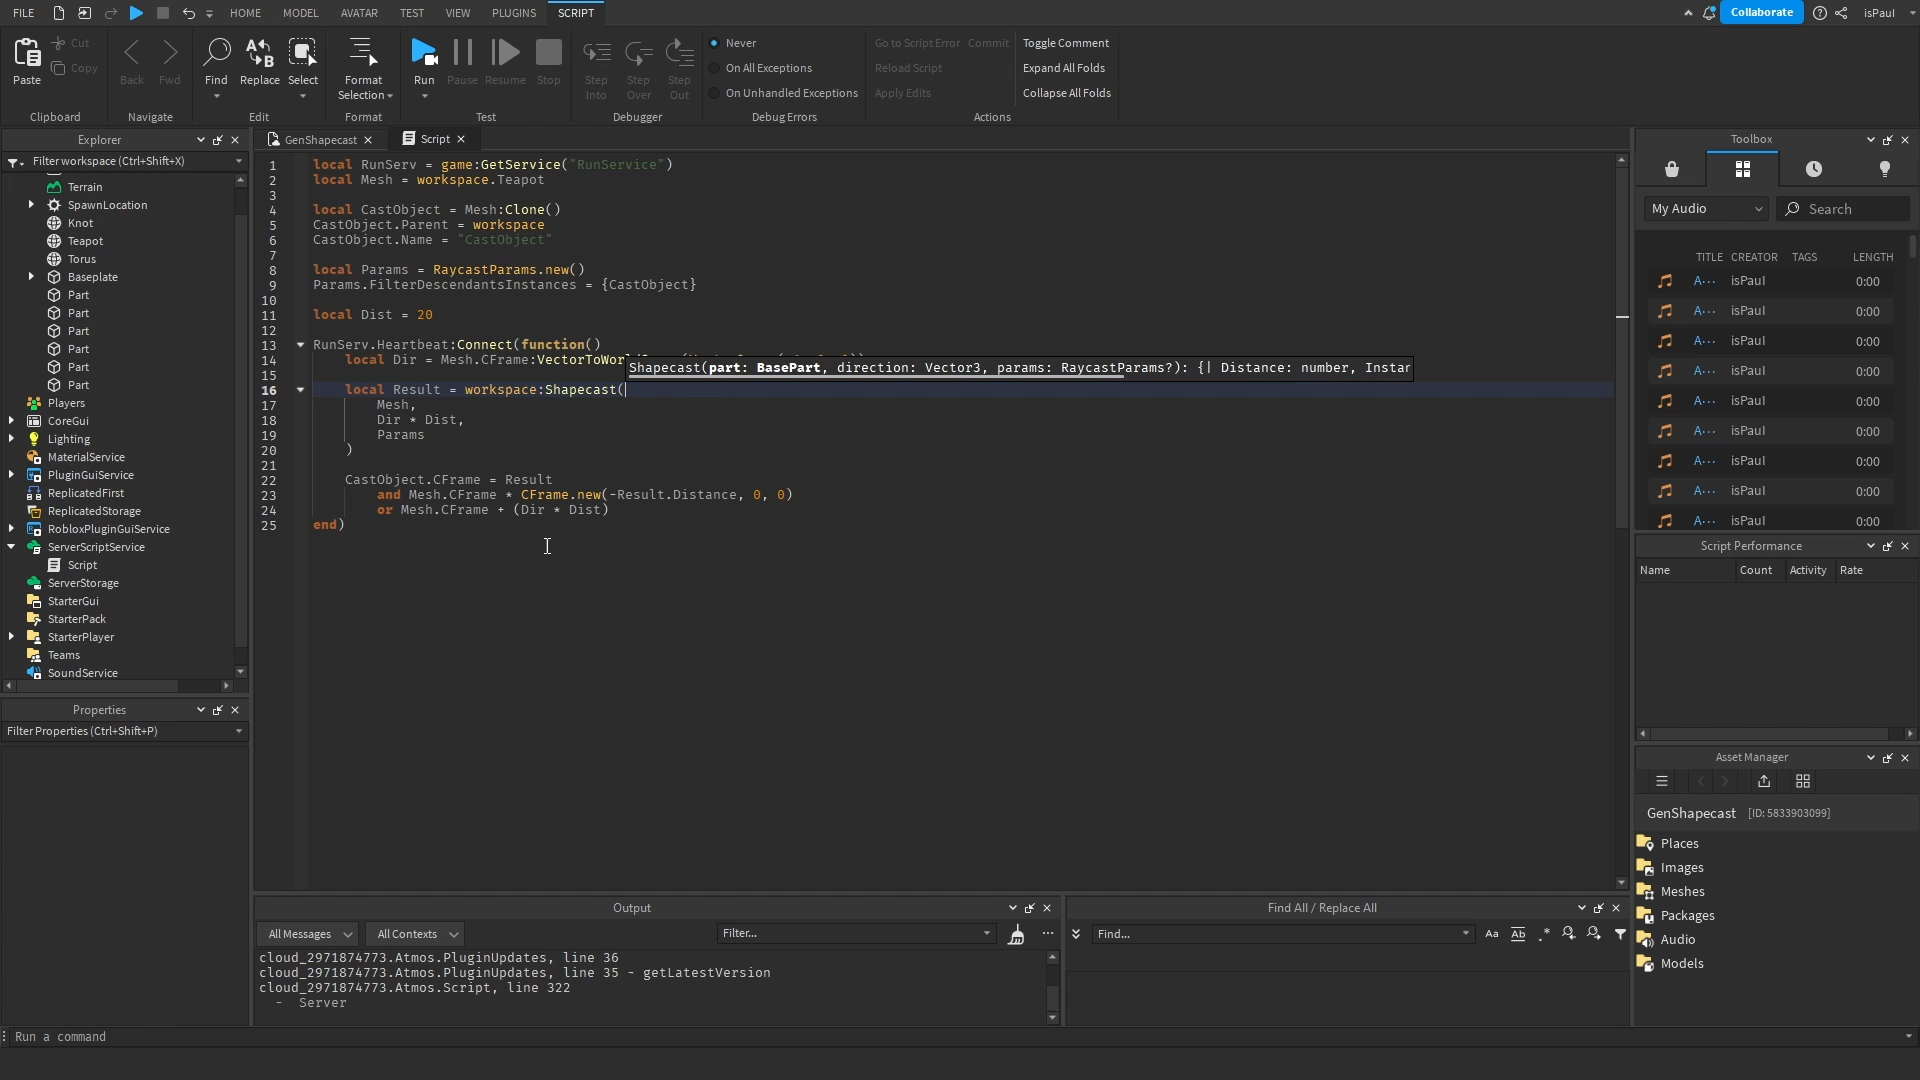 FILE HOME MODEL AVATAR TEST VIEW PLUGINS SCRIPT Collaborate isPaul
Paste Cut Copy Back Fwd Find Replace Select Format Selection Run Pause Resume Stop Step Into Step Over Step Out
Never
On All Exceptions
On Unhandled Exceptions
Go to Script Error Commit
Reload Script
Apply Edits
Toggle Comment
Expand All Folds
Collapse All Folds
Clipboard Navigate Edit Format Test Debugger Debug Errors Actions
Explorer
Filter workspace (Ctrl+Shift+X)
Terrain
SpawnLocation
Knot
Teapot
Torus
Baseplate
Part
Part
Part
Part
Part
Part
Players
CoreGui
Lighting
MaterialService
PluginGuiService
ReplicatedFirst
ReplicatedStorage
RobloxPluginGuiService
ServerScriptService
Script
ServerStorage
StarterGui
StarterPack
StarterPlayer
Teams
SoundService
Properties
Filter Properties (Ctrl+Shift+P)
GenShapecast Script
1 local RunServ = game:GetService("RunService")
2 local Mesh = workspace.Teapot
3
4 local CastObject = Mesh:Clone()
5 CastObject.Parent = workspace
6 CastObject.Name = "CastObject"
7
8 local Params = RaycastParams.new()
9 Params.FilterDescendantsInstances = {CastObject}
10
11 local Dist = 20
12
13 RunServ.Heartbeat:Connect(function()
14 local Dir = Mesh.CFrame:VectorToWor
Shapecast(part: BasePart, direction: Vector3, params: RaycastParams?): {| Distance: number, Instar
15
16 local Result = workspace:Shapecast(
17 Mesh,
18 Dir * Dist,
19 Params
20 )
21
22 CastObject.CFrame = Result
23 and Mesh.CFrame * CFrame.new(-Result.Distance, 0, 0)
24 or Mesh.CFrame + (Dir * Dist)
25 end)
Output
All Messages All Contexts Filter...
cloud_2971874773.Atmos.PluginUpdates, line 36
cloud_2971874773.Atmos.PluginUpdates, line 35 - getLatestVersion
cloud_2971874773.Atmos.Script, line 322
- Server
Find All / Replace All
Find... Aa Ab .*
Toolbox
My Audio Search
TITLE CREATOR TAGS LENGTH
A... isPaul 0:00
A... isPaul 0:00
A... isPaul 0:00
A... isPaul 0:00
A... isPaul 0:00
A... isPaul 0:00
A... isPaul 0:00
A... isPaul 0:00
A... isPaul 0:00
Script Performance
Name Count Activity Rate
Asset Manager
GenShapecast [ID: 5833903099]
Places
Images
Meshes
Packages
Audio
Models
Run a command